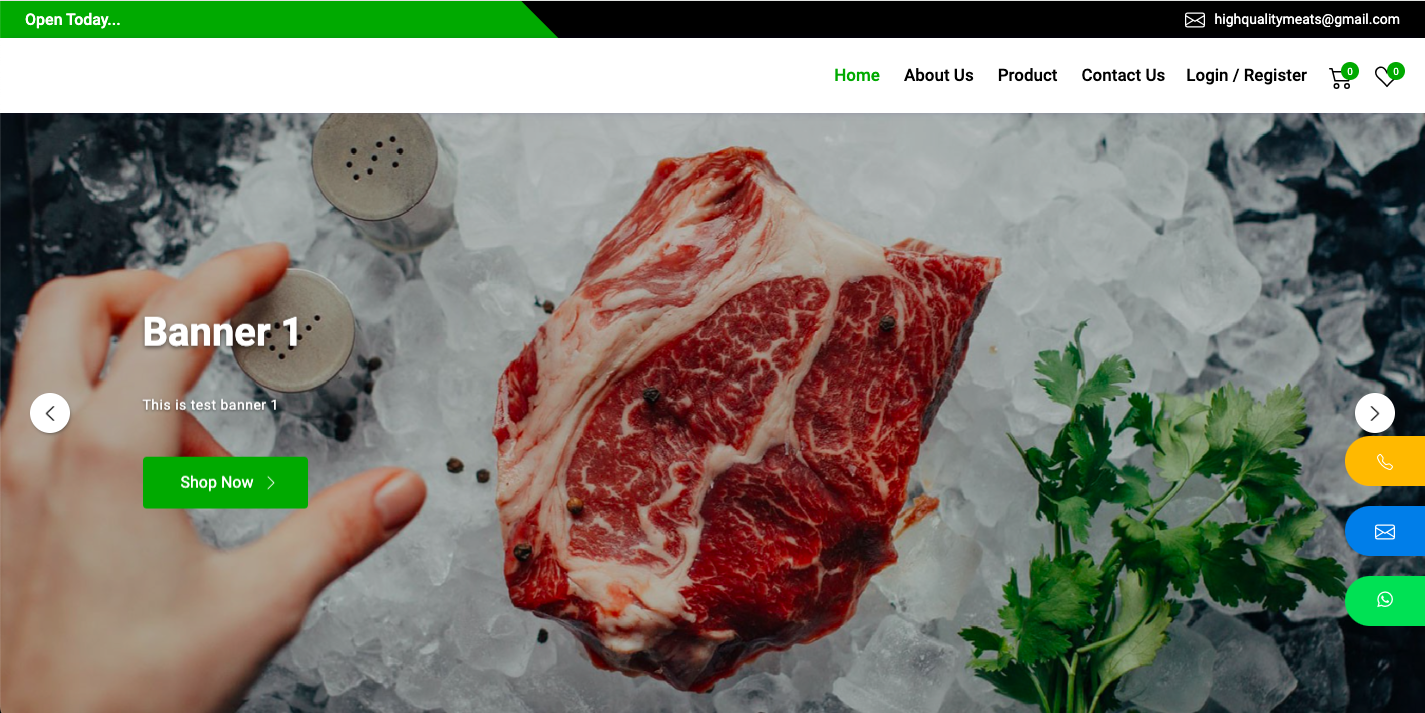 Open Today...
highqualitymeats@gmail.com
Home About Us Product Contact Us Login / Register 0 0
Banner 1
This is test banner 1
Shop Now